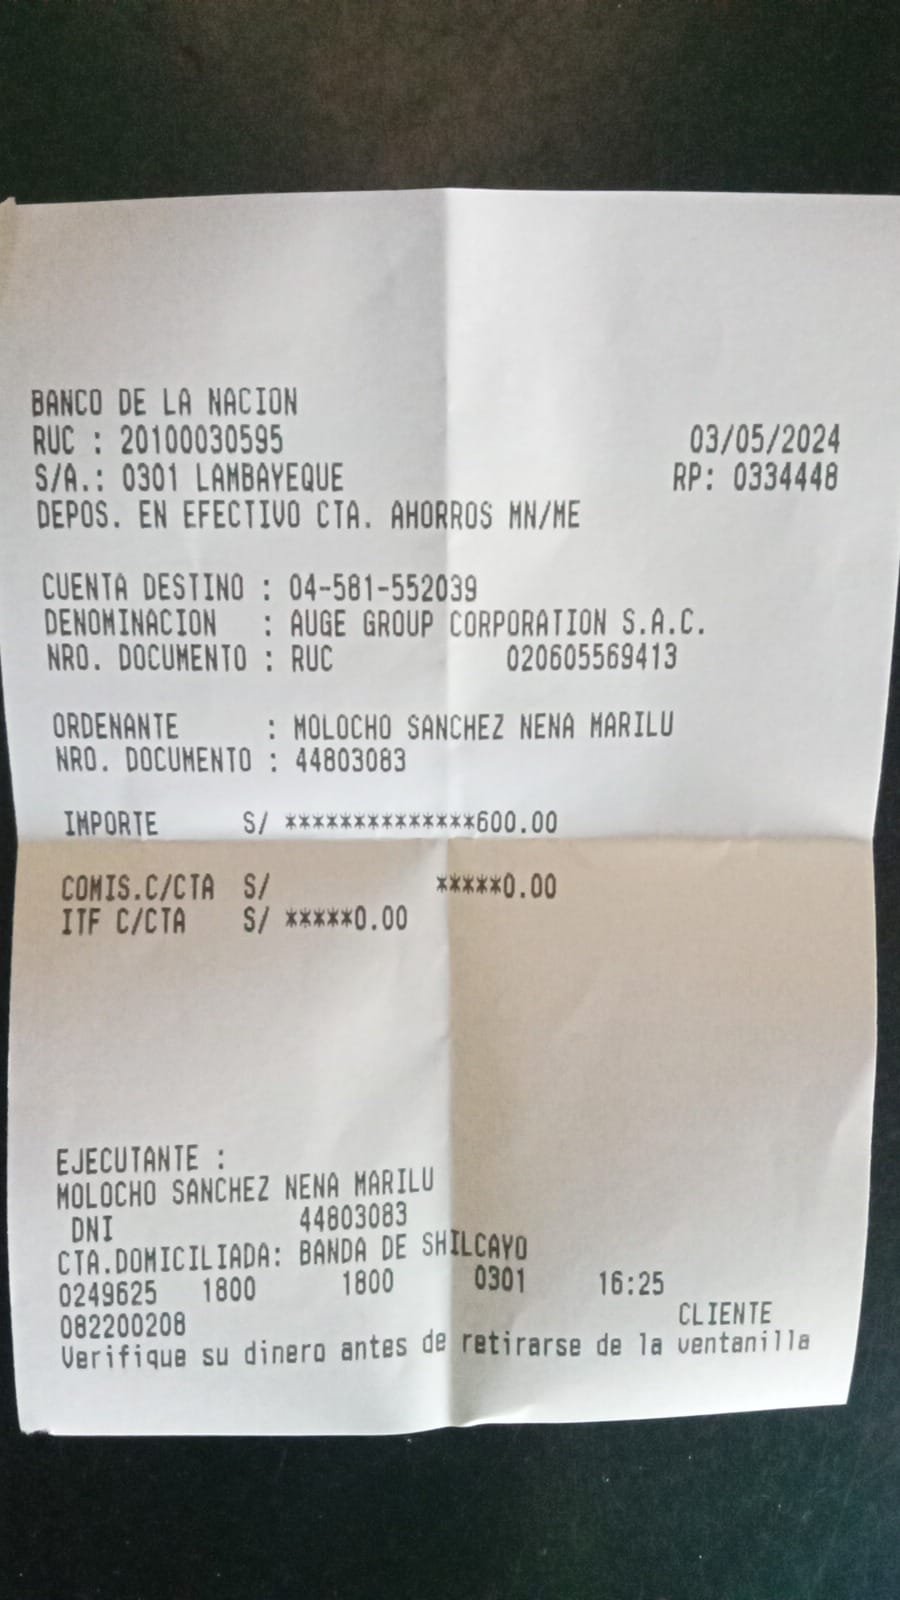 BANCO DE LA NACION
RUC : 20100030595 03/05/2024
S/A.: 0301 LAMBAYEQUE RP: 0334448
DEPOS. EN EFECTIVO CTA. AHORROS MN/ME
CUENTA DESTINO : 04-581-552039
DENOMINACION : AUGE GROUP CORPORATION S.A.C.
NRO. DOCUMENTO : RUC 020605569413
ORDENANTE : MOLOCHO SANCHEZ NENA MARILU
NRO. DOCUMENTO : 44803083
IMPORTE S/ **************600.00
COMIS.C/CTA S/ *****0.00
ITF C/CTA S/ *****0.00
EJECUTANTE :
MOLOCHO SANCHEZ NENA MARILU
DNI 44803083
CTA.DOMICILIADA: BANDA DE SHILCAYO
0249625 1800 1800 0301 16:25
CLIENTE
082200208
Verifique su dinero antes de retirarse de la ventanilla